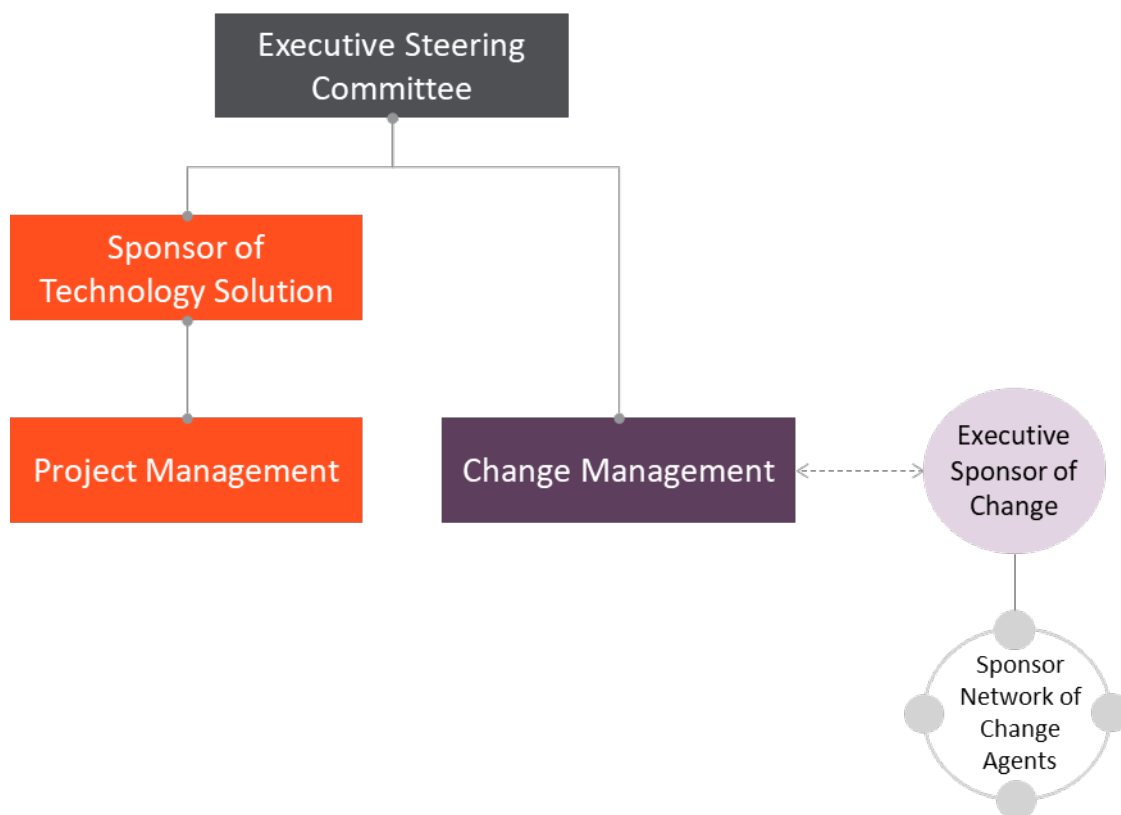 Executive Steering
Committee
Sponsor of
Technology Solution
Project Management
Change Management
Executive
Sponsor of
Change
Sponsor
Network of
Change
Agents